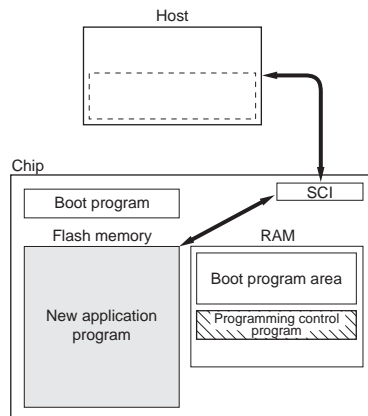 Host
Chip
SCI
Boot program
Flash memory
RAM
Boot program area
New application
program
Programming control
program